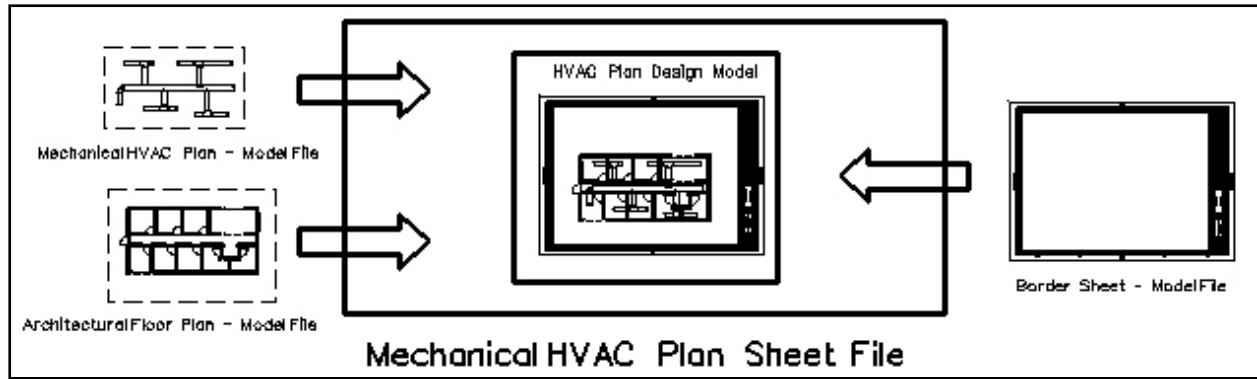 HVAC Plan Design Model
Mechanical HVAC Plan - Model File
Architectural Floor Plan - Model File
Border Sheet - Model File
Mechanical HVAC Plan Sheet File